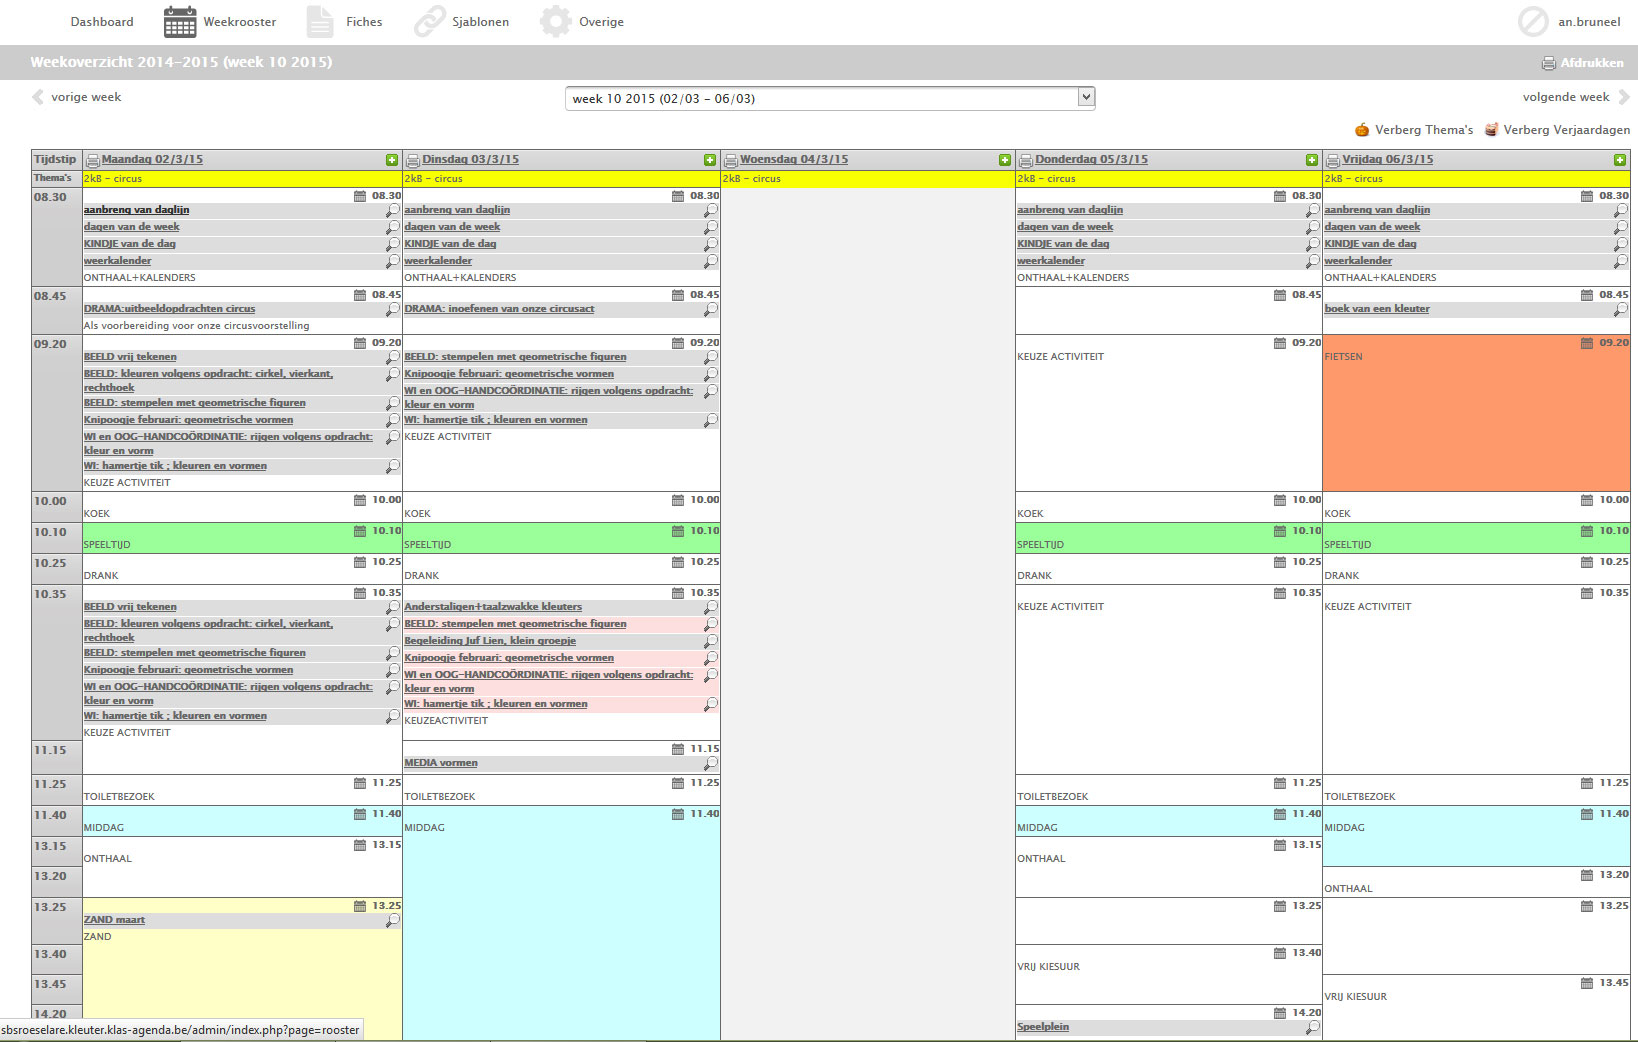 Dashboard Weekrooster Fiches Sjablonen Overige an.bruneel
Weekoverzicht 2014-2015 (week 10 2015) Afdrukken
vorige week week 10 2015 (02/03 - 06/03) volgende week
Verberg Thema's Verberg Verjaardagen
Tijdstip Maandag 02/3/15 Dinsdag 03/3/15 Woensdag 04/3/15 Donderdag 05/3/15 Vrijdag 06/3/15
Thema's 2kB - circus 2kB - circus 2kB - circus 2kB - circus 2kB - circus
08.30 08.30 08.30 08.30 08.30
aanbreng van daglijn aanbreng van daglijn aanbreng van daglijn aanbreng van daglijn
dagen van de week dagen van de week dagen van de week dagen van de week
KINDJE van de dag KINDJE van de dag KINDJE van de dag KINDJE van de dag
weerkalender weerkalender weerkalender weerkalender
ONTHAAL+KALENDERS ONTHAAL+KALENDERS ONTHAAL+KALENDERS ONTHAAL+KALENDERS
08.45 08.45 08.45 08.45 08.45
DRAMA:uitbeeldopdrachten circus DRAMA: inoefenen van onze circusact boek van een kleuter
Als voorbereiding voor onze circusvoorstelling
09.20 09.20 09.20 09.20 09.20
BEELD vrij tekenen BEELD: stempelen met geometrische figuren KEUZE ACTIVITEIT FIETSEN
BEELD: kleuren volgens opdracht: cirkel, vierkant, Knipoogje februari: geometrische vormen
rechthoek WI en OOG-HANDCOÖRDINATIE: rijgen volgens opdracht:
BEELD: stempelen met geometrische figuren kleur en vorm
Knipoogje februari: geometrische vormen WI: hamertje tik ; kleuren en vormen
WI en OOG-HANDCOÖRDINATIE: rijgen volgens opdracht: KEUZE ACTIVITEIT
kleur en vorm
WI: hamertje tik ; kleuren en vormen
KEUZE ACTIVITEIT
10.00 10.00 10.00 10.00 10.00
KOEK KOEK KOEK KOEK
10.10 10.10 10.10 10.10 10.10
SPEELTIJD SPEELTIJD SPEELTIJD SPEELTIJD
10.25 10.25 10.25 10.25 10.25
DRANK DRANK DRANK DRANK
10.35 10.35 10.35 10.35 10.35
BEELD vrij tekenen Anderstaligen+taalzwakke kleuters KEUZE ACTIVITEIT KEUZE ACTIVITEIT
BEELD: kleuren volgens opdracht: cirkel, vierkant, BEELD: stempelen met geometrische figuren
rechthoek Begeleiding Juf Lien, klein groepje
BEELD: stempelen met geometrische figuren Knipoogje februari: geometrische vormen
Knipoogje februari: geometrische vormen WI en OOG-HANDCOÖRDINATIE: rijgen volgens opdracht:
WI en OOG-HANDCOÖRDINATIE: rijgen volgens opdracht: kleur en vorm
kleur en vorm WI: hamertje tik ; kleuren en vormen
WI: hamertje tik ; kleuren en vormen KEUZEACTIVITEIT
KEUZE ACTIVITEIT
11.15 11.15
MEDIA vormen
11.25 11.25 11.25 11.25 11.25
TOILETBEZOEK TOILETBEZOEK TOILETBEZOEK TOILETBEZOEK
11.40 11.40 11.40 11.40 11.40
MIDDAG MIDDAG MIDDAG MIDDAG
13.15 13.15 13.15
ONTHAAL ONTHAAL
13.20 13.20
ONTHAAL
13.25 13.25 13.25 13.25
ZAND maart
ZAND
13.40 13.40
VRIJ KIESUUR
13.45 13.45
VRIJ KIESUUR
14.20 14.20
Speelplein
sbsroeselare.kleuter.klas-agenda.be/admin/index.php?page=rooster